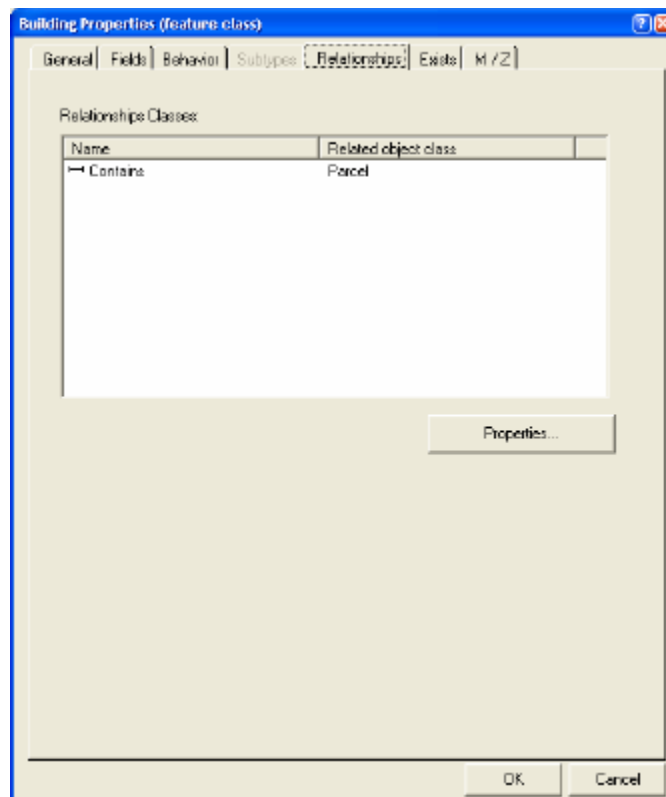 Building Properties (feature class)
General Fields Behavior Subtypes Relationships Exists M / Z
Relationships Classes:
Name Related object class
Contains Parcel
Properties...
OK Cancel